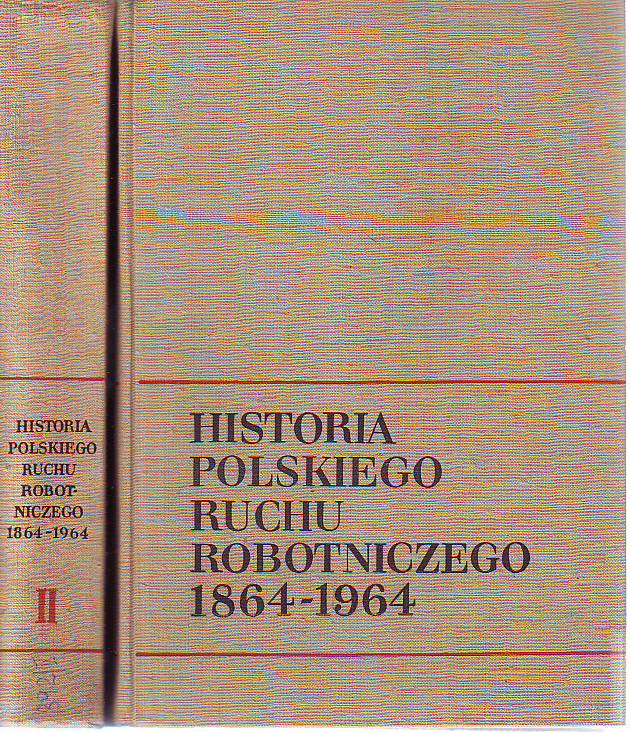 HISTORIA
POLSKIEGO
RUCHU
ROBOT-
NICZEGO
1864-1964
II
HISTORIA
POLSKIEGO
RUCHU
ROBOTNICZEGO
1864-1964